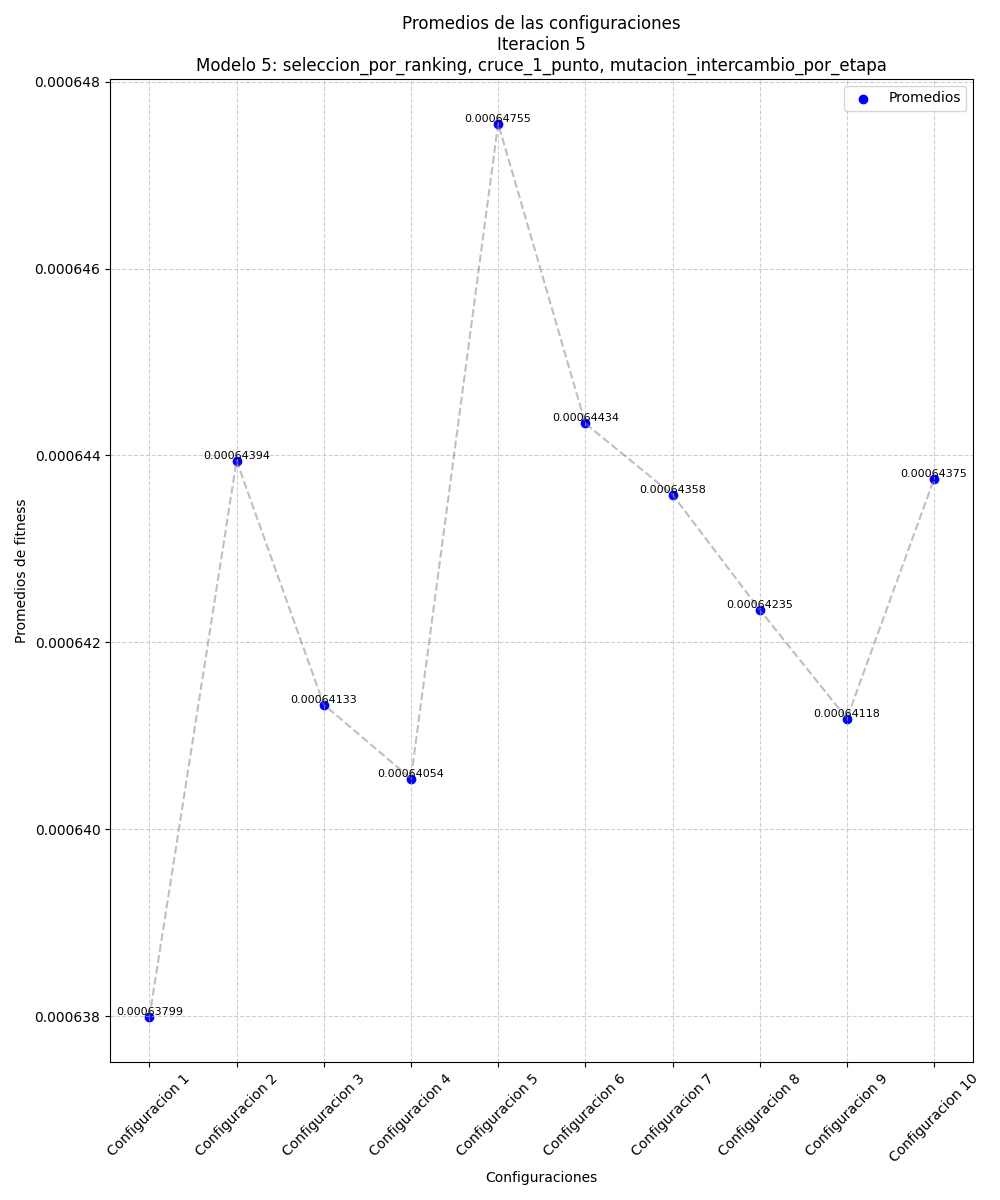 Promedios de las configuraciones
Iteracion 5
Modelo 5: seleccion_por_ranking, cruce_1_punto, mutacion_intercambio_por_etapa
Promedios
0.000648
0.000646
0.000644
0.000642
0.000640
0.000638
Promedios de fitness
0.00063799
0.00064394
0.00064133
0.00064054
0.00064755
0.00064434
0.00064358
0.00064235
0.00064118
0.00064375
Configuracion 1
Configuracion 2
Configuracion 3
Configuracion 4
Configuracion 5
Configuracion 6
Configuracion 7
Configuracion 8
Configuracion 9
Configuracion 10
Configuraciones